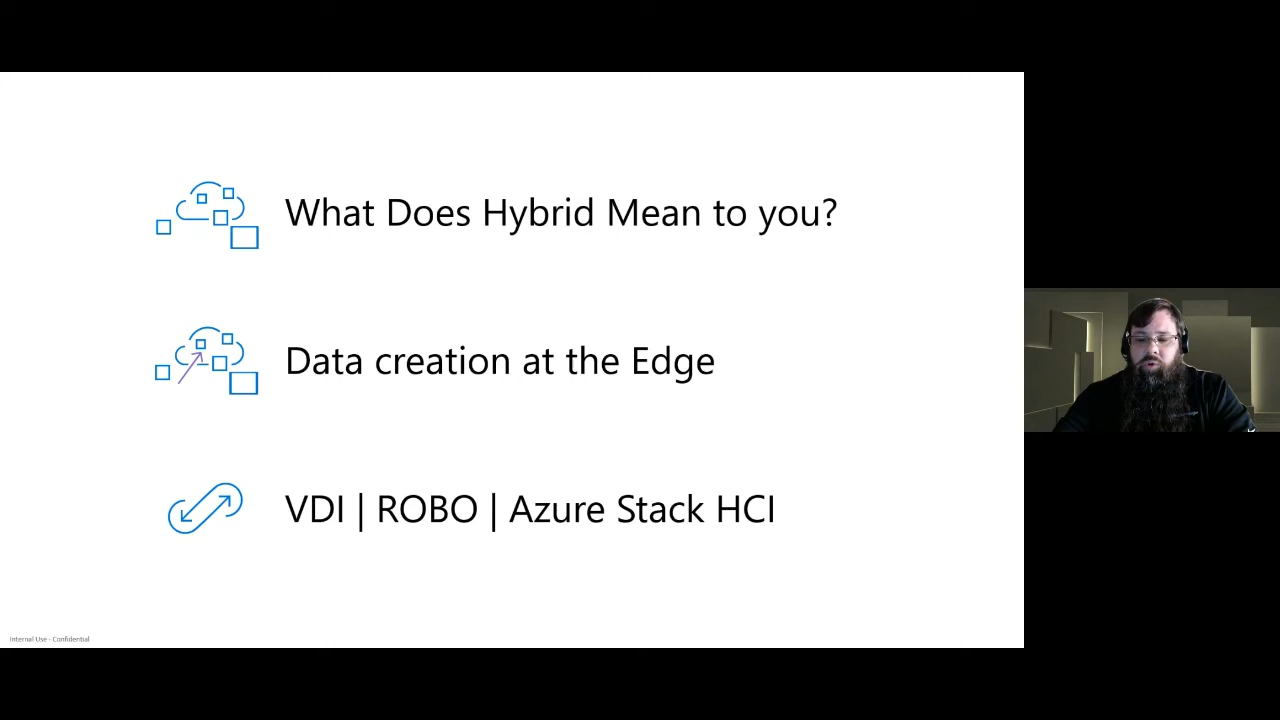 What Does Hybrid Mean to you?
Data creation at the Edge
VDI | ROBO | Azure Stack HCI
Internal Use - Confidential